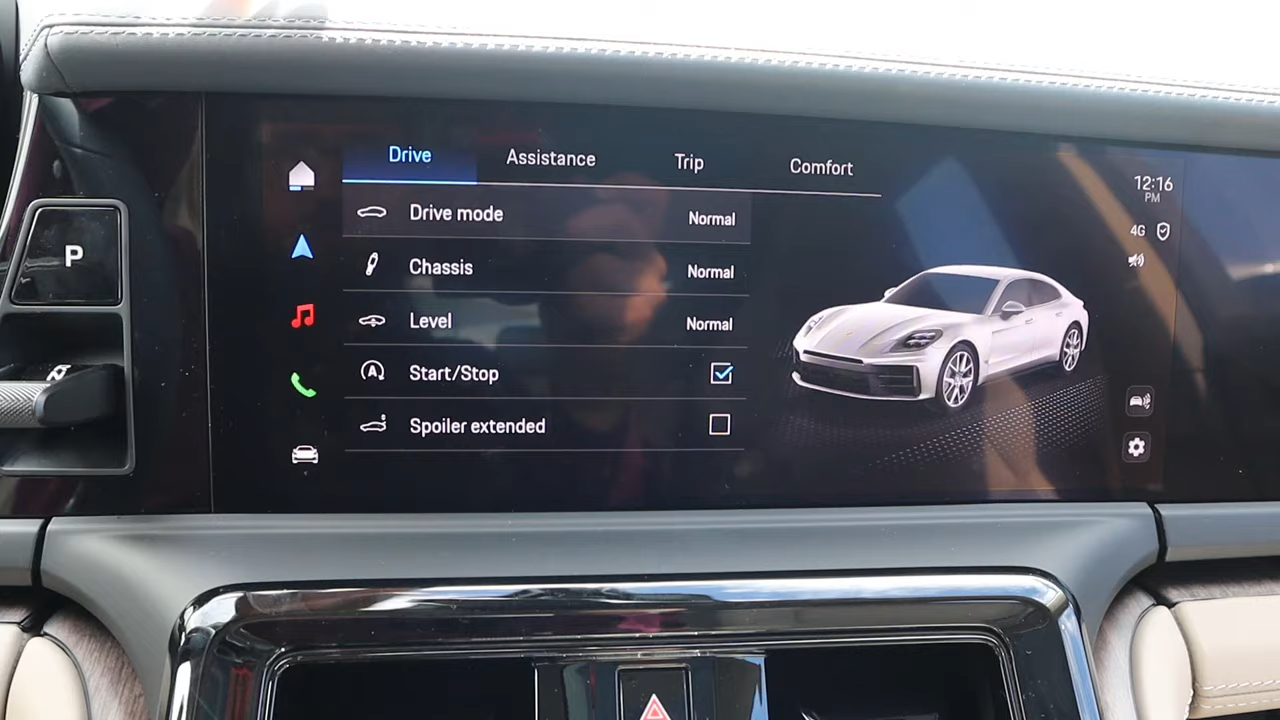 Drive
Assistance
Trip
Comfort
12:16
PM
Drive mode
Normal
4G
P
Chassis
Normal
Level
Normal
Start/Stop
Spoiler extended